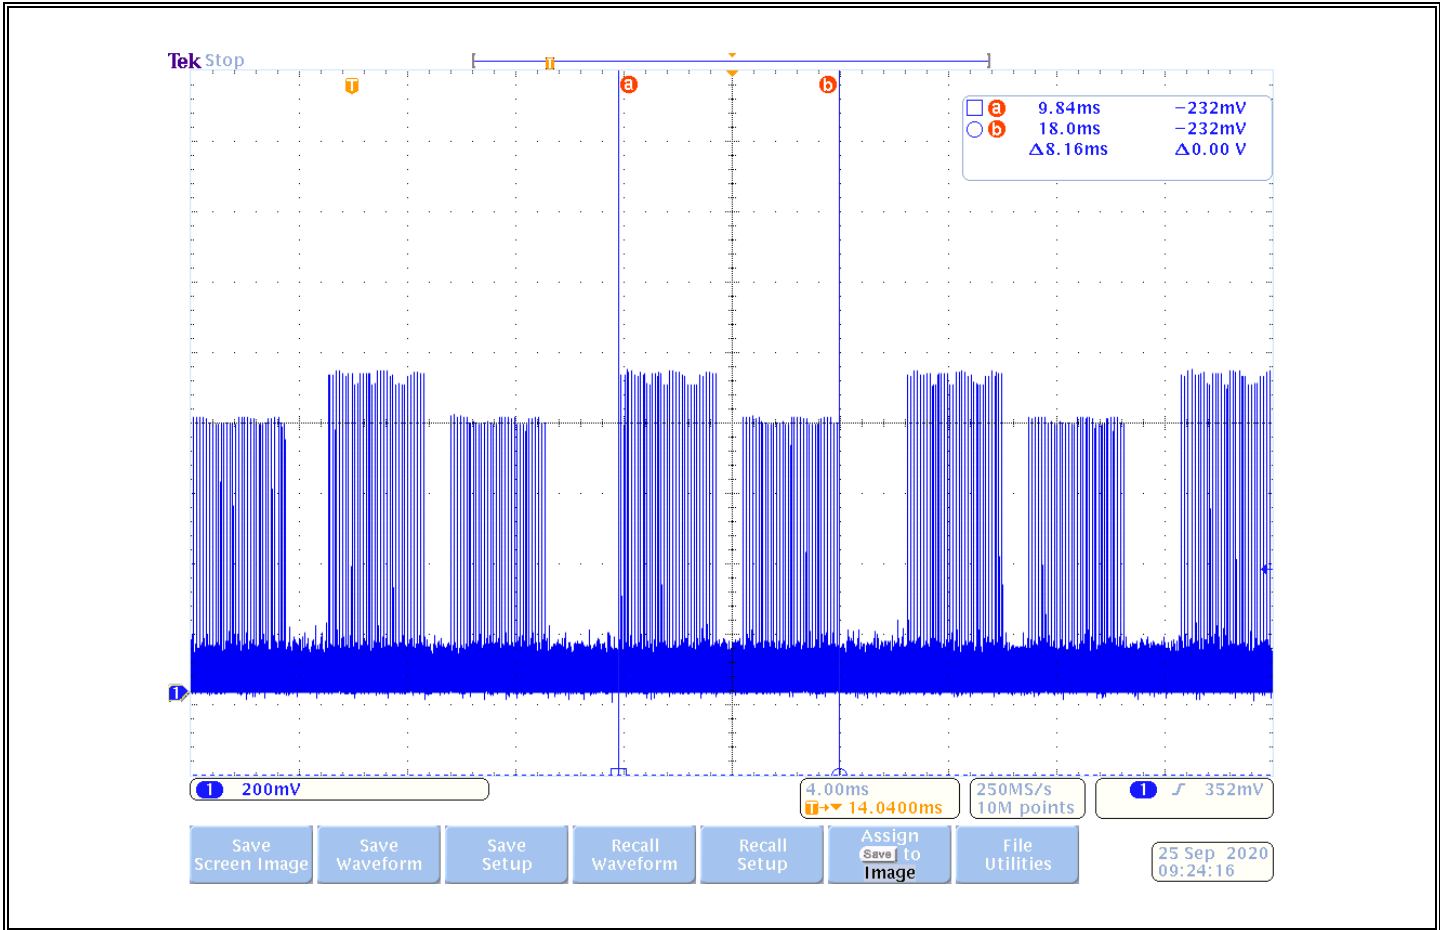 Tek Stop
T
T a b
a 9.84ms −232mV
b 18.0ms −232mV
Δ8.16ms Δ0.00 V
1
1 200mV
4.00ms
T→▼ 14.0400ms
250MS/s
10M points
1 352mV
Save
Screen Image
Save
Waveform
Save
Setup
Recall
Waveform
Recall
Setup
Assign
Save to
Image
File
Utilities
25 Sep 2020
09:24:16